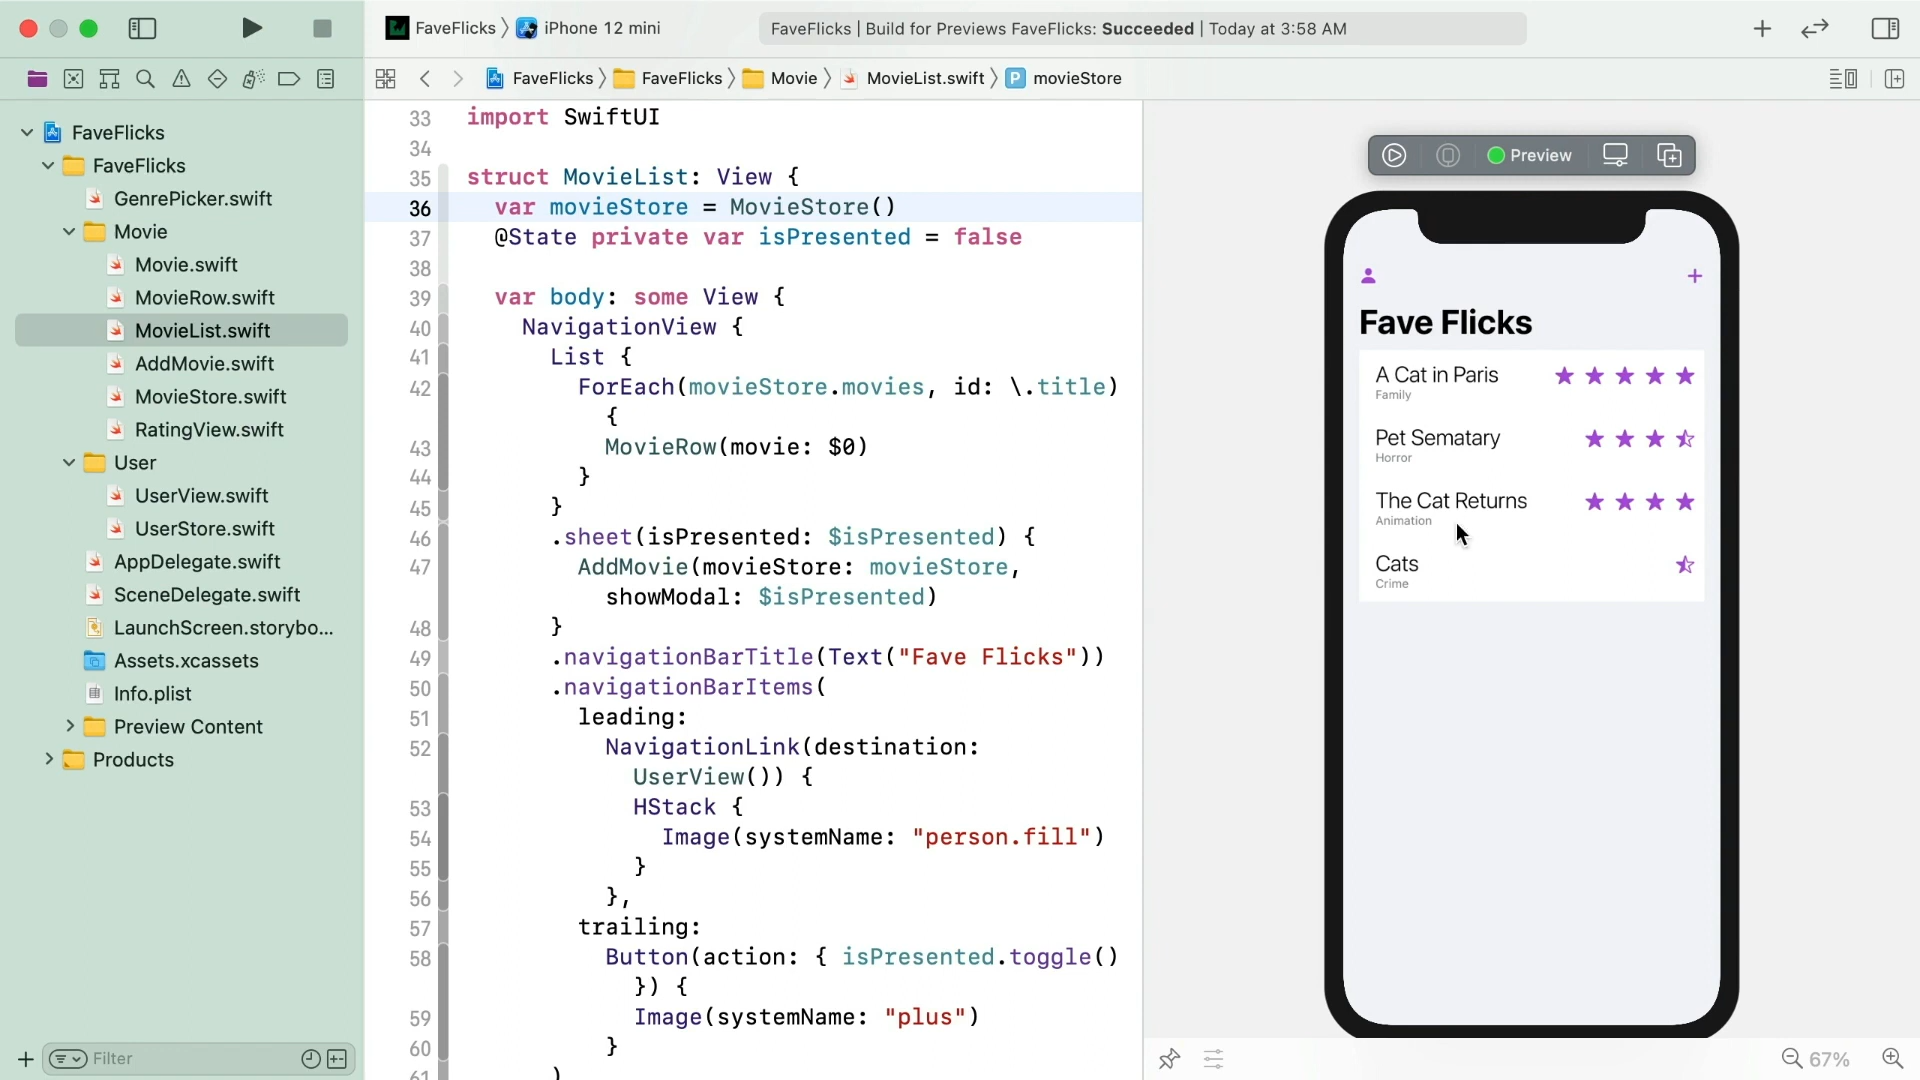 FaveFlicks iPhone 12 mini
FaveFlicks | Build for Previews FaveFlicks: Succeeded | Today at 3:58 AM
FaveFlicks FaveFlicks Movie MovieList.swift P movieStore
FaveFlicks
FaveFlicks
GenrePicker.swift
Movie
Movie.swift
MovieRow.swift
MovieList.swift
AddMovie.swift
MovieStore.swift
RatingView.swift
User
UserView.swift
UserStore.swift
AppDelegate.swift
SceneDelegate.swift
LaunchScreen.storybo...
Assets.xcassets
Info.plist
Preview Content
Products
Filter
33 import SwiftUI
34
35 struct MovieList: View {
36 var movieStore = MovieStore()
37 @State private var isPresented = false
38
39 var body: some View {
40 NavigationView {
41 List {
42 ForEach(movieStore.movies, id: \.title)
{
43 MovieRow(movie: $0)
44 }
45 }
46 .sheet(isPresented: $isPresented) {
47 AddMovie(movieStore: movieStore,
showModal: $isPresented)
48 }
49 .navigationBarTitle(Text("Fave Flicks"))
50 .navigationBarItems(
51 leading:
52 NavigationLink(destination:
UserView()) {
53 HStack {
54 Image(systemName: "person.fill")
55 }
56 },
57 trailing:
58 Button(action: { isPresented.toggle()
}) {
59 Image(systemName: "plus")
60 }
61 )
Preview
Fave Flicks
A Cat in Paris
Family
Pet Sematary
Horror
The Cat Returns
Animation
Cats
Crime
67%